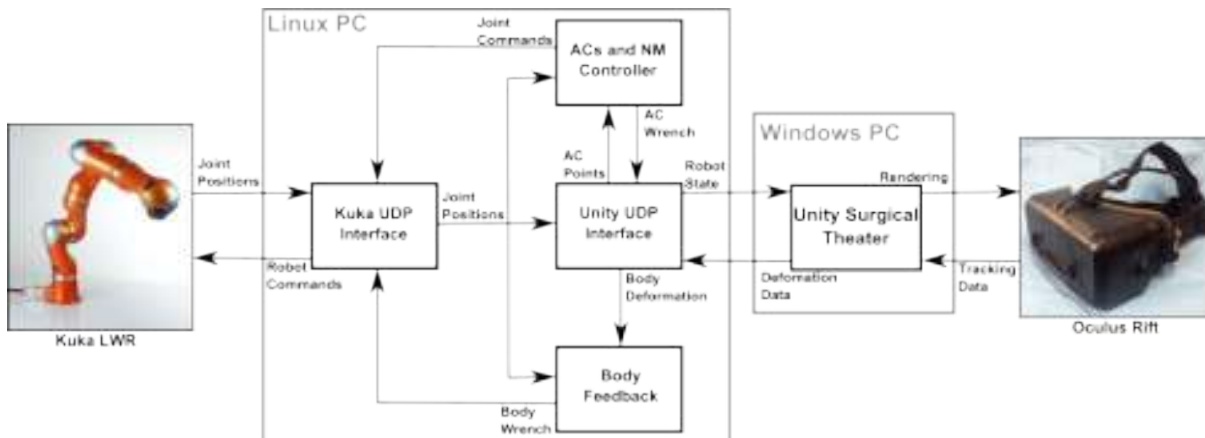 Linux PC
Joint
Commands
ACs and NM
Controller
AC
Wrench
Windows PC
Joint
Positions
AC
Points
Robot
State
Rendering
Kuka UDP
Interface
Joint
Positions
Unity UDP
Interface
Unity Surgical
Theater
Robot
Commands
Body
Deformation
Deformation
Data
Tracking
Data
Kuka LWR
Oculus Rift
Body
Feedback
Body
Wrench